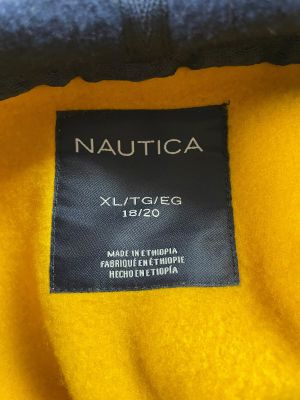 NAUTICA
XL/TG/EG
18/20
MADE IN ETHIOPIA
FABRIQUÉ EN ÉTHIOPIE
HECHO EN ETIOPÍA